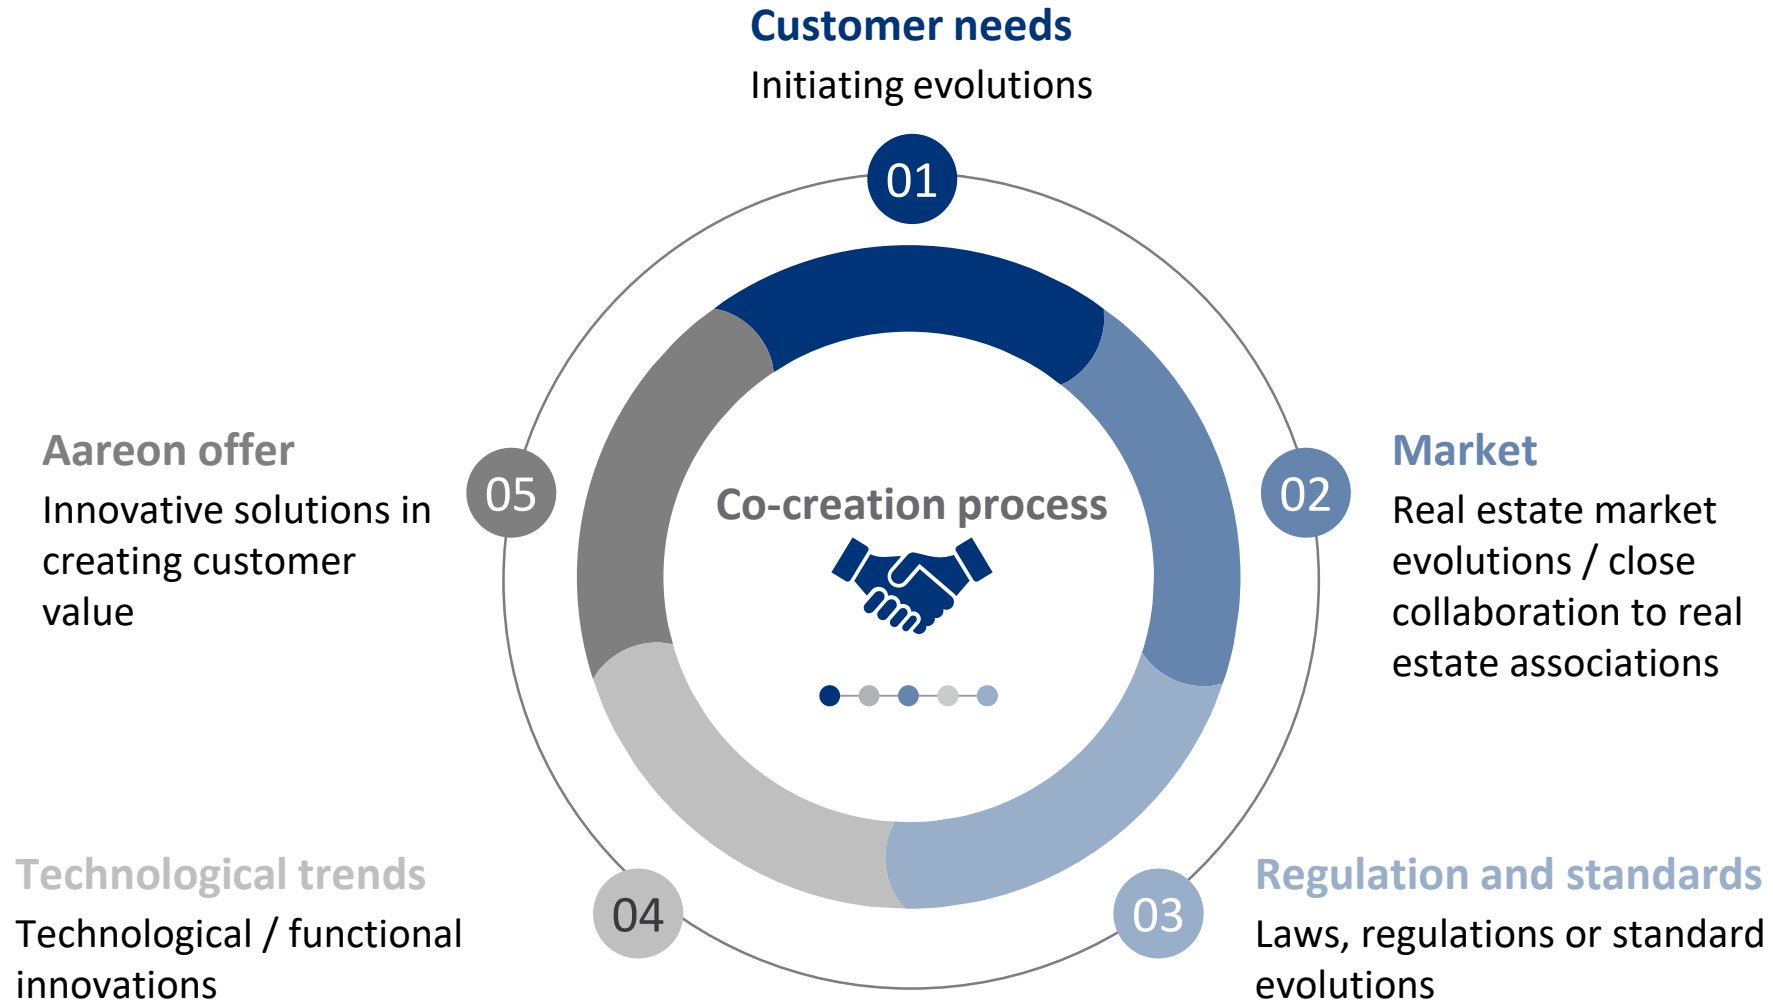 Customer needs
Initiating evolutions
01
Aareon offer
Innovative solutions in
creating customer
value
05
Co-creation process
02
Market
Real estate market
evolutions / close
collaboration to real
estate associations
Technological trends
Technological / functional
innovations
04
03
Regulation and standards
Laws, regulations or standard
evolutions